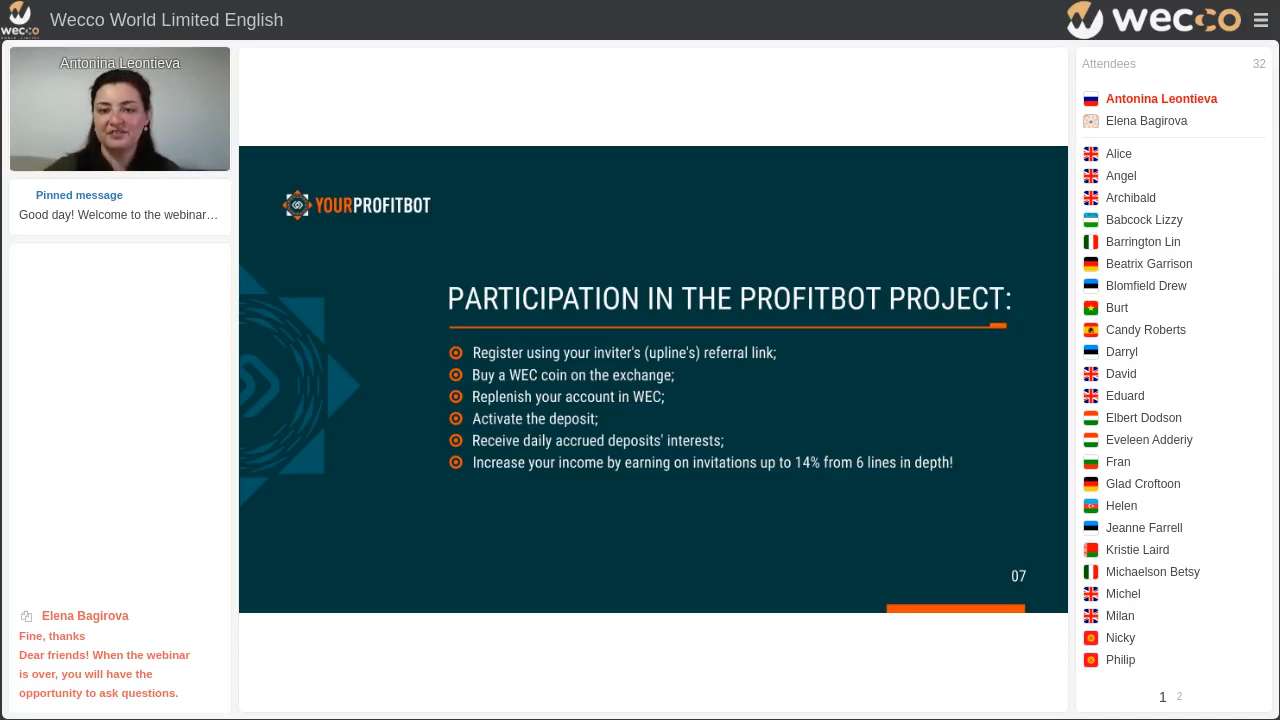 Wecco World Limited English
wecco
wecco
Antonina Leontieva
Pinned message
Good day! Welcome to the webinar…
Elena Bagirova
Fine, thanks
Dear friends! When the webinar
is over, you will have the
opportunity to ask questions.
YOURPROFITBOT
PARTICIPATION IN THE PROFITBOT PROJECT:
Register using your inviter's (upline's) referral link;
Buy a WEC coin on the exchange;
Replenish your account in WEC;
Activate the deposit;
Receive daily accrued deposits' interests;
Increase your income by earning on invitations up to 14% from 6 lines in depth!
07
Attendees 32
Antonina Leontieva
Elena Bagirova
Alice
Angel
Archibald
Babcock Lizzy
Barrington Lin
Beatrix Garrison
Blomfield Drew
Burt
Candy Roberts
Darryl
David
Eduard
Elbert Dodson
Eveleen Adderiy
Fran
Glad Croftoon
Helen
Jeanne Farrell
Kristie Laird
Michaelson Betsy
Michel
Milan
Nicky
Philip
1 2